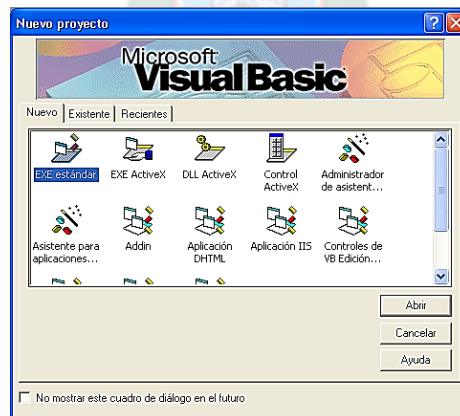 Nuevo proyecto
Microsoft
Visual Basic
Nuevo Existente Recientes
EXE estándar EXE ActiveX DLL ActiveX Control ActiveX Administrador de asistent...
Asistente para aplicaciones... Addin Aplicación DHTML Aplicación IIS Controles de VB Edición...
Abrir
Cancelar
Ayuda
No mostrar este cuadro de diálogo en el futuro